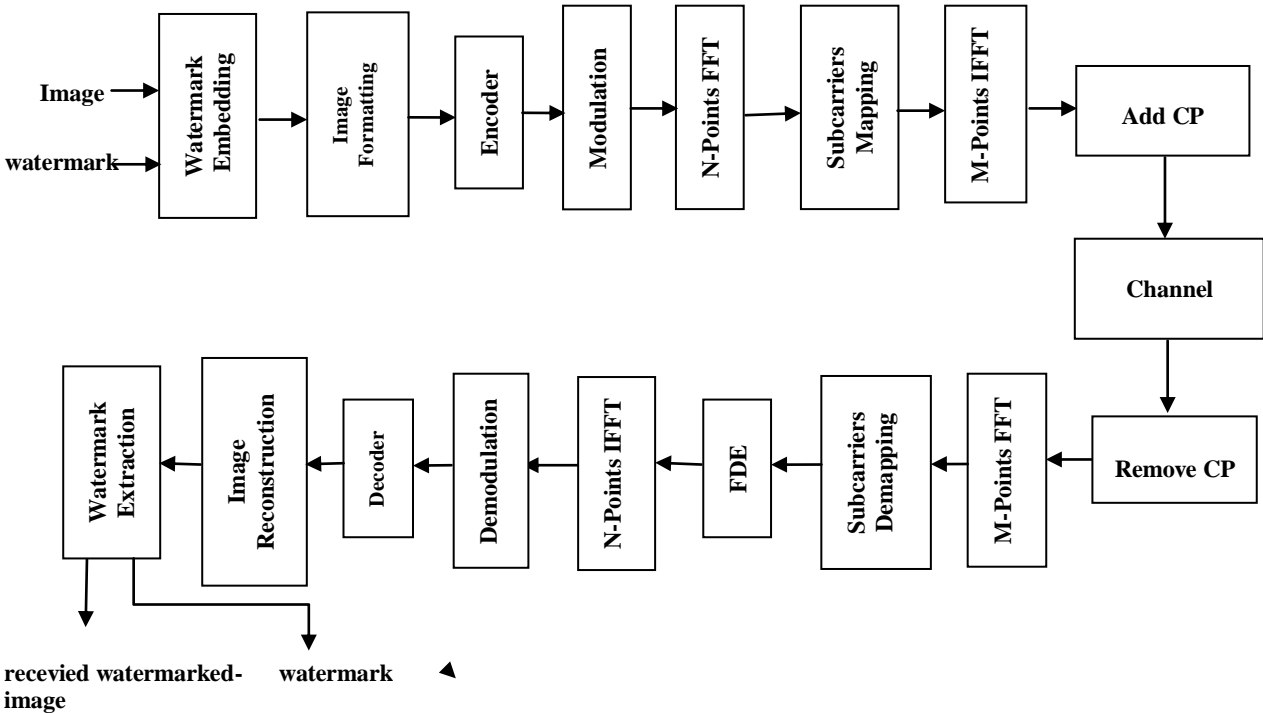 Image
watermark
Watermark
Embedding
Image
Formatting
Encoder
Modulation
N-Points FFT
Subcarriers
Mapping
M-Points IFFT
Add CP
Channel
Remove CP
M-Points FFT
Subcarriers
Demapping
FDE
N-Points IFFT
Demodulation
Decoder
Image
Reconstruction
Watermark
Extraction
recevied watermarked-
image
watermark